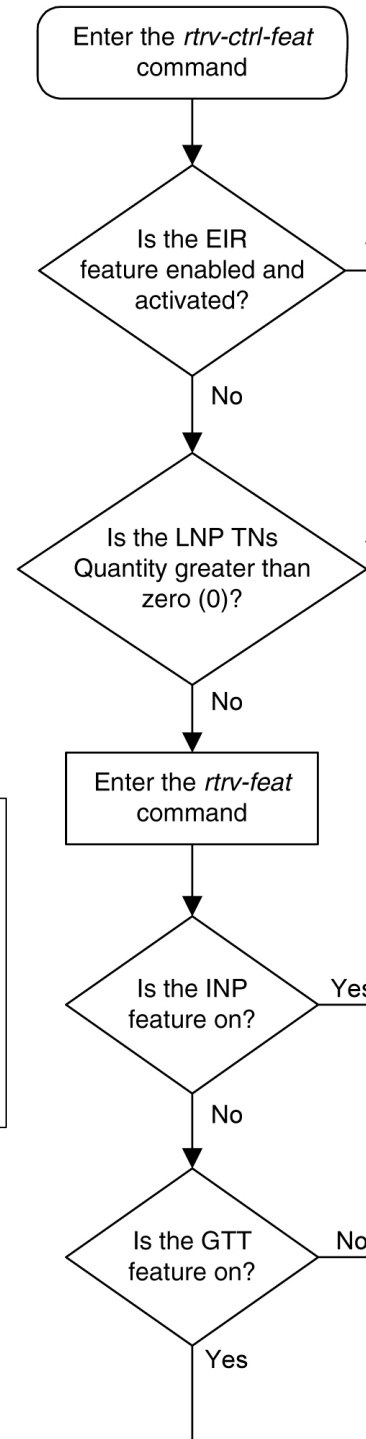 Enter the rtrv-ctrl-feat
command
Is the EIR
feature enabled and
activated?
No
Is the LNP TNs
Quantity greater than
zero (0)?
No
Enter the rtrv-feat
command
Is the INP
feature on?
Yes
No
Is the GTT
feature on?
No
Yes